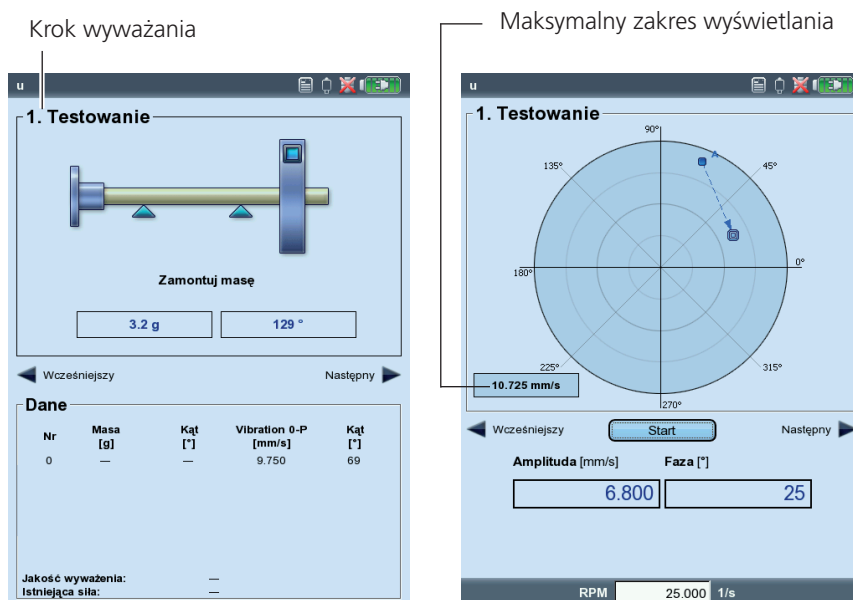 Krok wyważania
Maksymalny zakres wyświetlania
u
1. Testowanie
Zamontuj masę
3.2 g
129 °
Wcześniejszy
Następny
Dane
Nr Masa [g] Kąt [°] Vibration 0-P [mm/s] Kąt [°]
0 — — 9.750 69
Jakość wyważenia: —
Istniejąca siła: —
u
1. Testowanie
90°
135°
A
45°
180°
0°
225°
315°
10.725 mm/s
270°
Wcześniejszy
Start
Następny
Amplituda [mm/s] Faza [°]
6.800 25
RPM 25.000 1/s